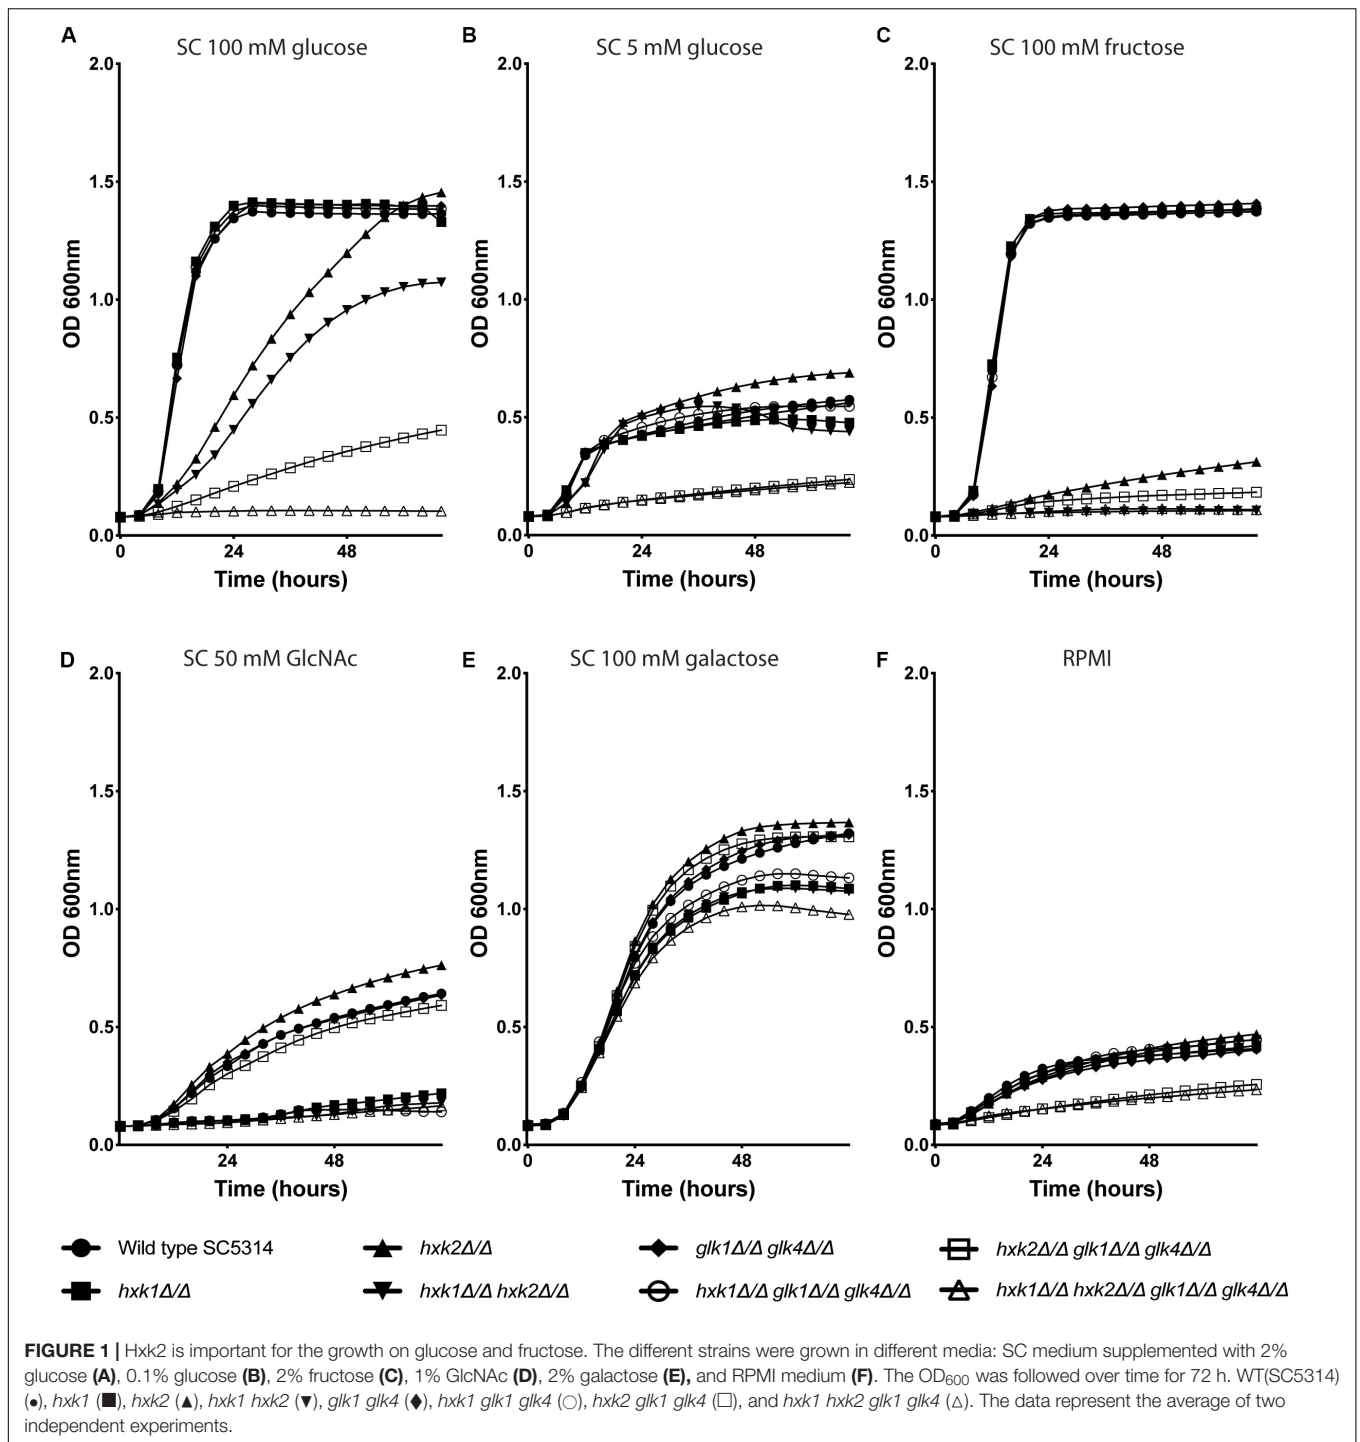 A
SC 100 mM glucose
2.0
1.5
1.0
0.5
0.0
OD 600nm
0
24
48
Time (hours)
B
SC 5 mM glucose
2.0
1.5
1.0
0.5
0.0
OD 600nm
0
24
48
Time (hours)
C
SC 100 mM fructose
2.0
1.5
1.0
0.5
0.0
OD 600nm
0
24
48
Time (hours)
D
SC 50 mM GlcNAc
2.0
1.5
1.0
0.5
0.0
OD 600nm
24
48
Time (hours)
E
SC 100 mM galactose
2.0
1.5
1.0
0.5
0.0
OD 600nm
0
24
48
Time (hours)
F
RPMI
2.0
1.5
1.0
0.5
0.0
OD 600nm
0
24
48
Time (hours)
Wild type SC5314
hxk2Δ/Δ
glk1Δ/Δ glk4Δ/Δ
hxk2Δ/Δ glk1Δ/Δ glk4Δ/Δ
hxk1Δ/Δ
hxk1Δ/Δ hxk2Δ/Δ
hxk1Δ/Δ glk1Δ/Δ glk4Δ/Δ
hxk1Δ/Δ hxk2Δ/Δ glk1Δ/Δ glk4Δ/Δ
FIGURE 1 | Hxk2 is important for the growth on glucose and fructose. The different strains were grown in different media: SC medium supplemented with 2%
glucose (A), 0.1% glucose (B), 2% fructose (C), 1% GlcNAc (D), 2% galactose (E), and RPMI medium (F). The OD600 was followed over time for 72 h. WT(SC5314)
(●), hxk1 (■), hxk2 (▲), hxk1 hxk2 (▼), glk1 glk4 (♦), hxk1 glk1 glk4 (○), hxk2 glk1 glk4 (□), and hxk1 hxk2 glk1 glk4 (△). The data represent the average of two
independent experiments.